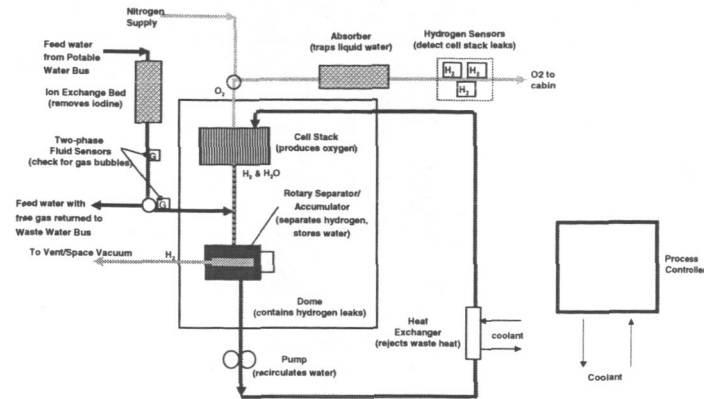 Nitrogen
Supply
Feed water
from Potable
Water Bus
Ion Exchange Bed
(removes iodine)
Two-phase
Fluid Sensors
(check for gas bubbles)
G
G
Feed water with
free gas returned to
Waste Water Bus
To Vent/Space Vacuum
H2
O2
Absorber
(traps liquid water)
Hydrogen Sensors
(detect cell stack leaks)
H2
H2
H2
O2 to
cabin
Cell Stack
(produces oxygen)
H2 & H2O
Rotary Separator/
Accumulator
(separates hydrogen,
stores water)
Dome
(contains hydrogen leaks)
Pump
(recirculates water)
Heat
Exchanger
(rejects waste heat)
coolant
Process
Controller
Coolant